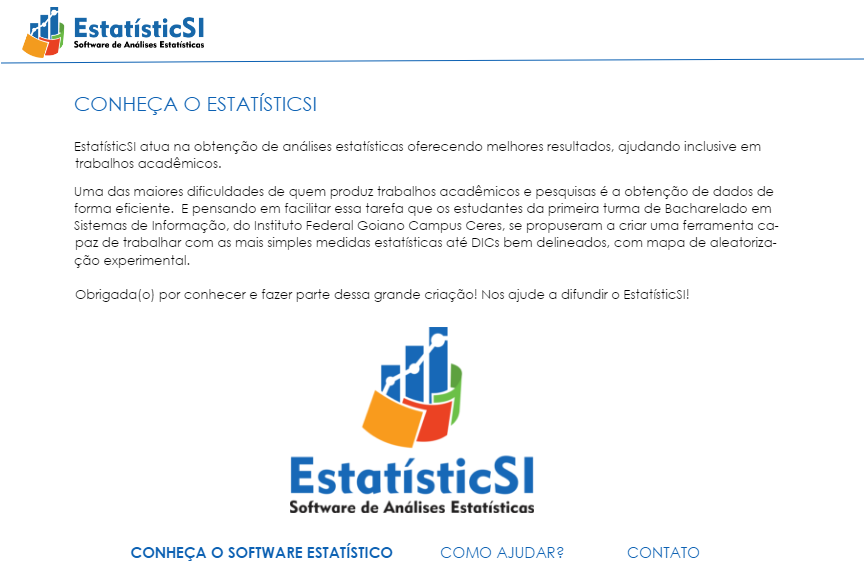 EstatísticSI
Software de Análises Estatísticas
CONHEÇA O ESTATÍSTICSI
EstatísticSI atua na obtenção de análises estatísticas oferecendo melhores resultados, ajudando inclusive em
trabalhos acadêmicos.
Uma das maiores dificuldades de quem produz trabalhos acadêmicos e pesquisas é a obtenção de dados de
forma eficiente.  E pensando em facilitar essa tarefa que os estudantes da primeira turma de Bacharelado em
Sistemas de Informação, do Instituto Federal Goiano Campus Ceres, se propuseram a criar uma ferramenta ca-
paz de trabalhar com as mais simples medidas estatísticas até DICs bem delineados, com mapa de aleatoriza-
ção experimental.
Obrigada(o) por conhecer e fazer parte dessa grande criação! Nos ajude a difundir o EstatísticSI!
EstatísticSI
Software de Análises Estatísticas
CONHEÇA O SOFTWARE ESTATÍSTICO COMO AJUDAR? CONTATO